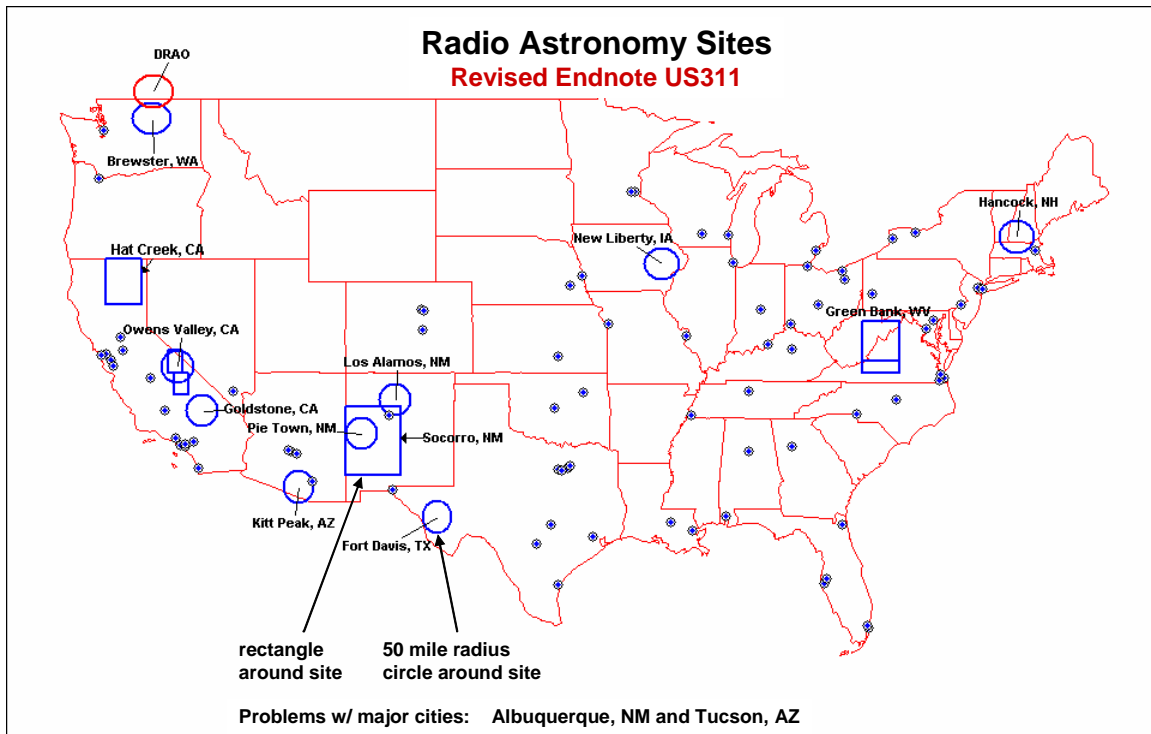 Radio Astronomy Sites
Revised Endnote US311
DRAO
Brewster, WA
Hancock, NH
New Liberty, IA
Hat Creek, CA
Green Bank, WV
Owens Valley, CA
Los Alamos, NM
Goldstone, CA
Pie Town, NM
Socorro, NM
Kitt Peak, AZ
Fort Davis, TX
rectangle
around site
50 mile radius
circle around site
Problems w/ major cities: Albuquerque, NM and Tucson, AZ